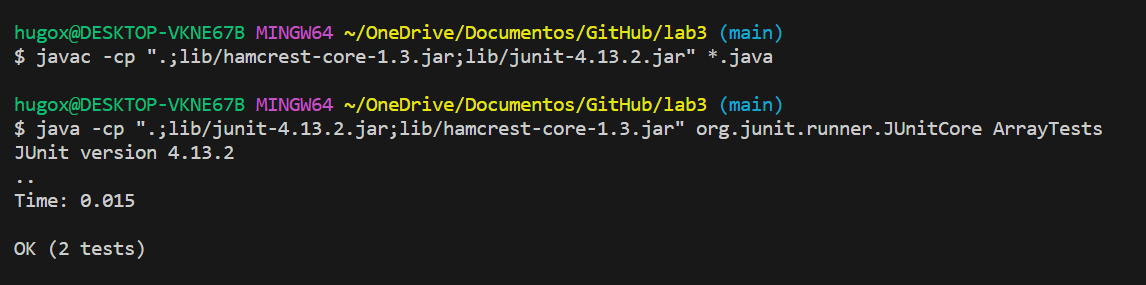 hugox@DESKTOP-VKNE67B MINGW64 ~/OneDrive/Documentos/GitHub/lab3 (main)
$ javac -cp ".;lib/hamcrest-core-1.3.jar;lib/junit-4.13.2.jar" *.java
hugox@DESKTOP-VKNE67B MINGW64 ~/OneDrive/Documentos/GitHub/lab3 (main)
$ java -cp ".;lib/junit-4.13.2.jar;lib/hamcrest-core-1.3.jar" org.junit.runner.JUnitCore ArrayTests
JUnit version 4.13.2
..
Time: 0.015
OK (2 tests)